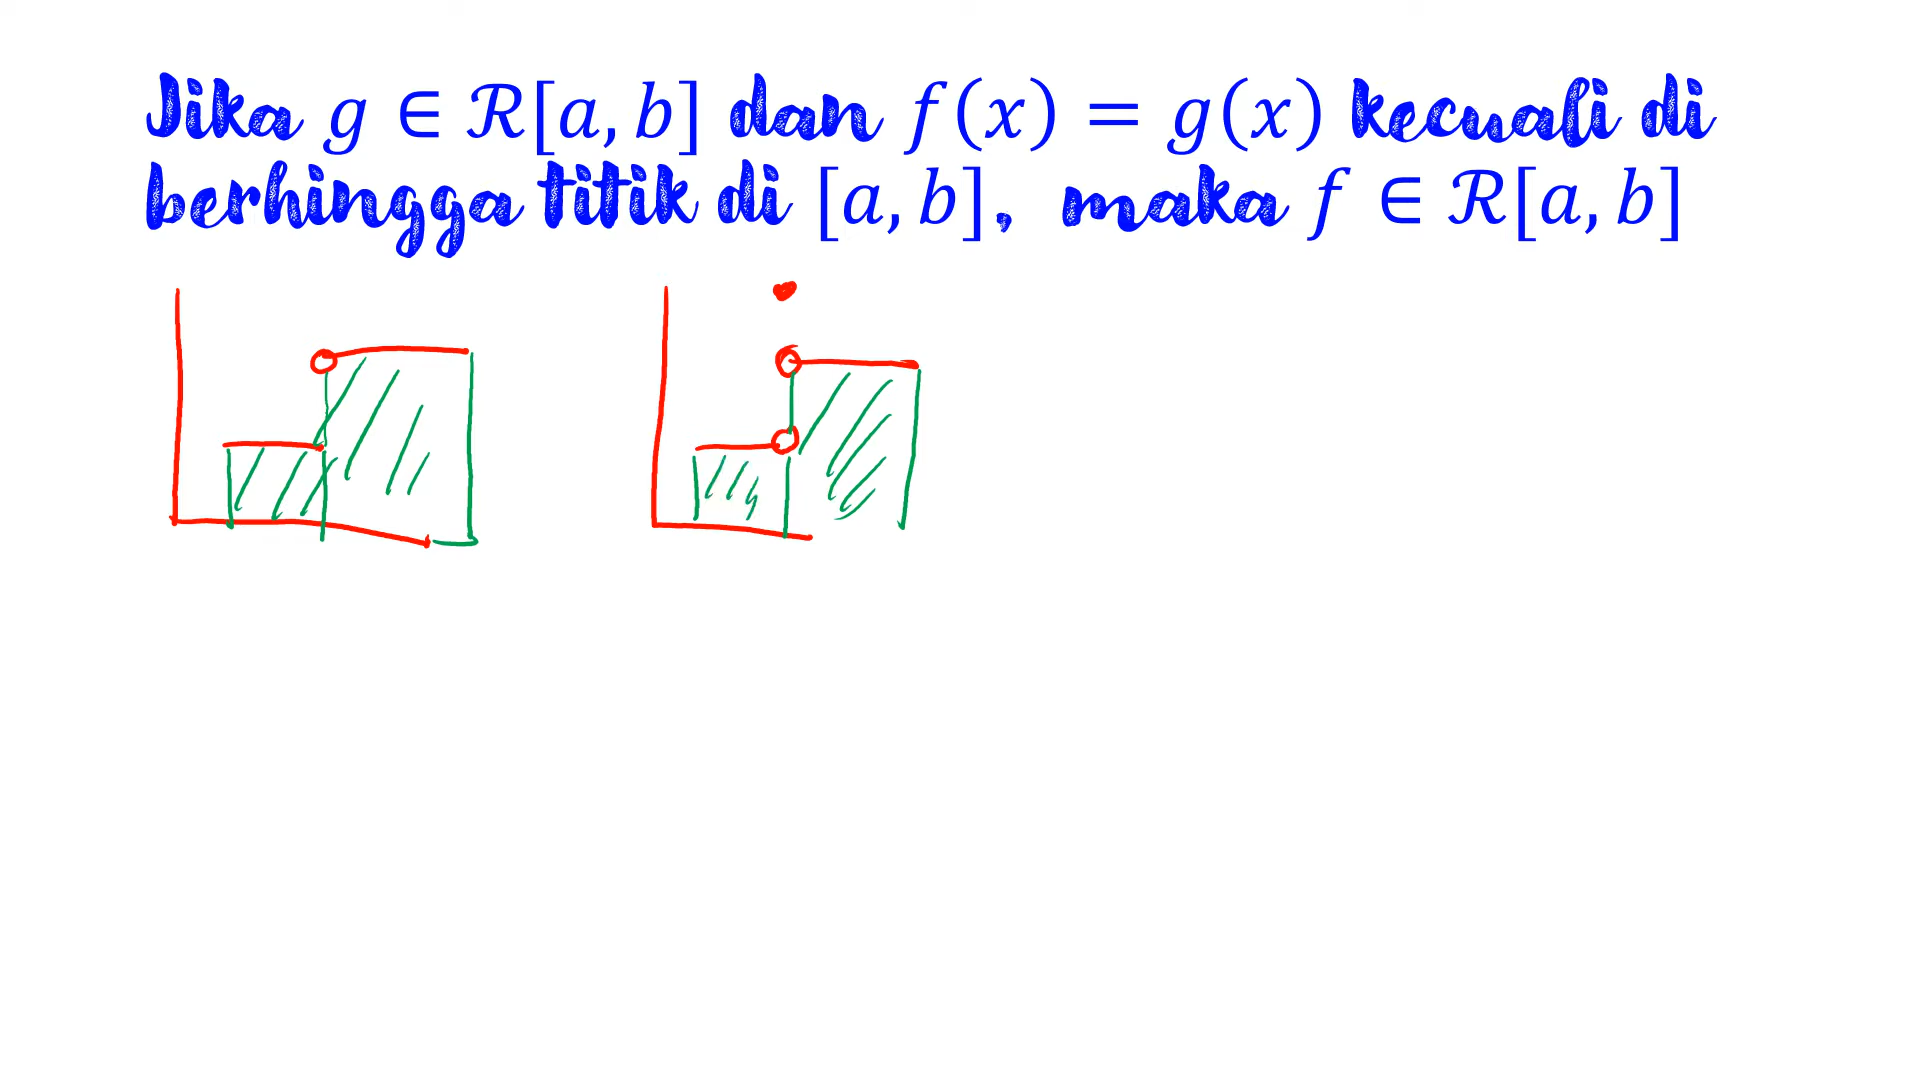 Jika g ∈ ℛ[a, b] dan f(x) = g(x) kecuali di
berhingga titik di [a, b], maka f ∈ ℛ[a, b]